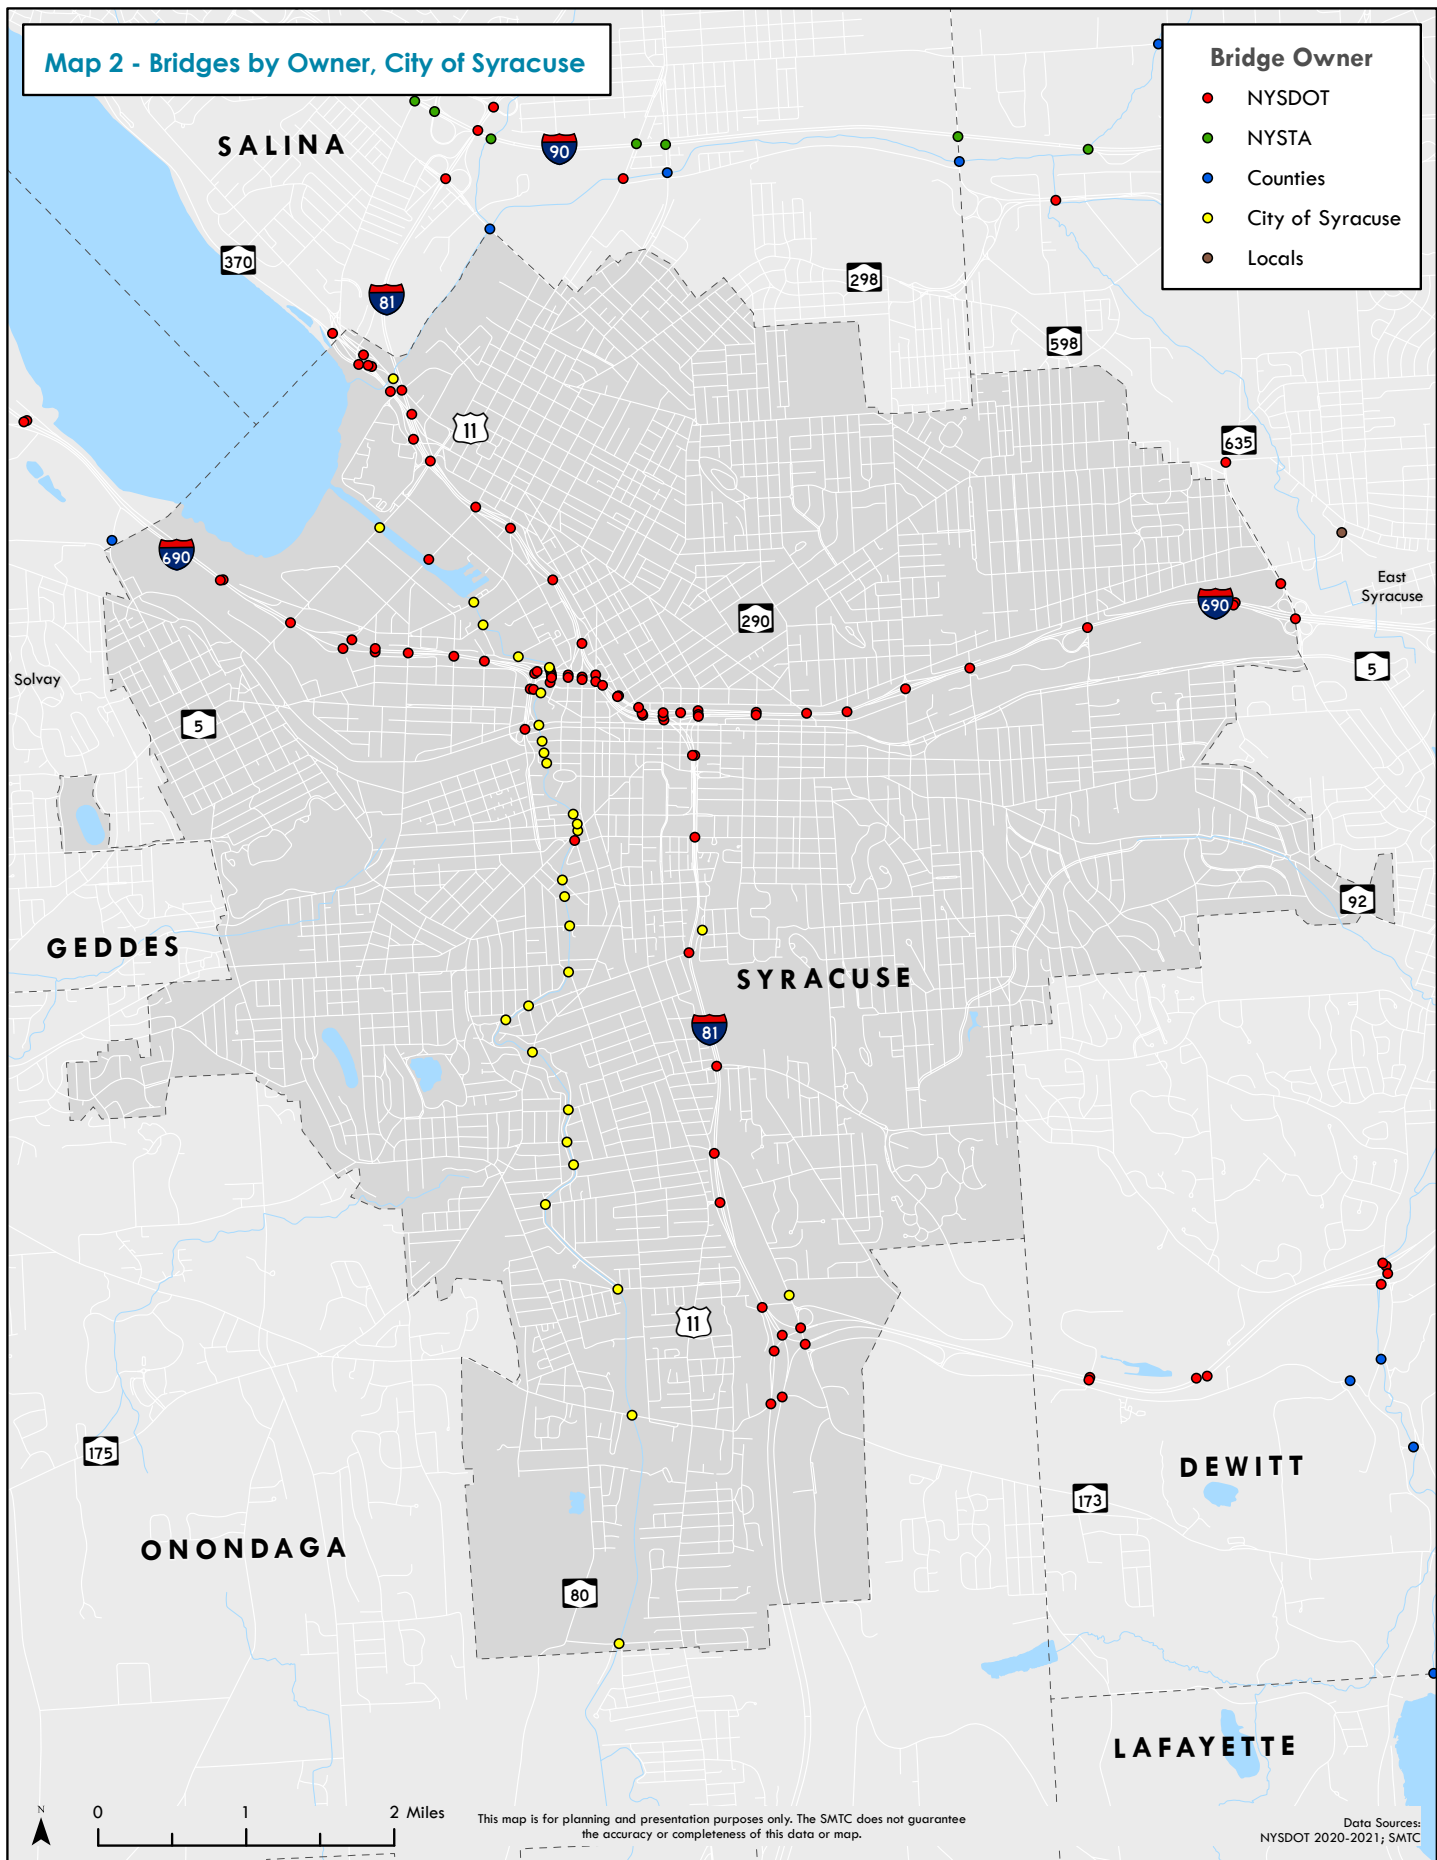 Map 2 - Bridges by Owner, City of Syracuse
Bridge Owner
NYSDOT
NYSTA
Counties
City of Syracuse
Locals
SALINA
90
370
81
298
598
11
635
690
East
Syracuse
690
290
5
Solvay
5
92
GEDDES
SYRACUSE
81
11
175
DEWITT
173
ONONDAGA
80
LAFAYETTE
N
0 1 2 Miles
This map is for planning and presentation purposes only. The SMTC does not guarantee
the accuracy or completeness of this data or map.
Data Sources:
NYSDOT 2020-2021; SMTC